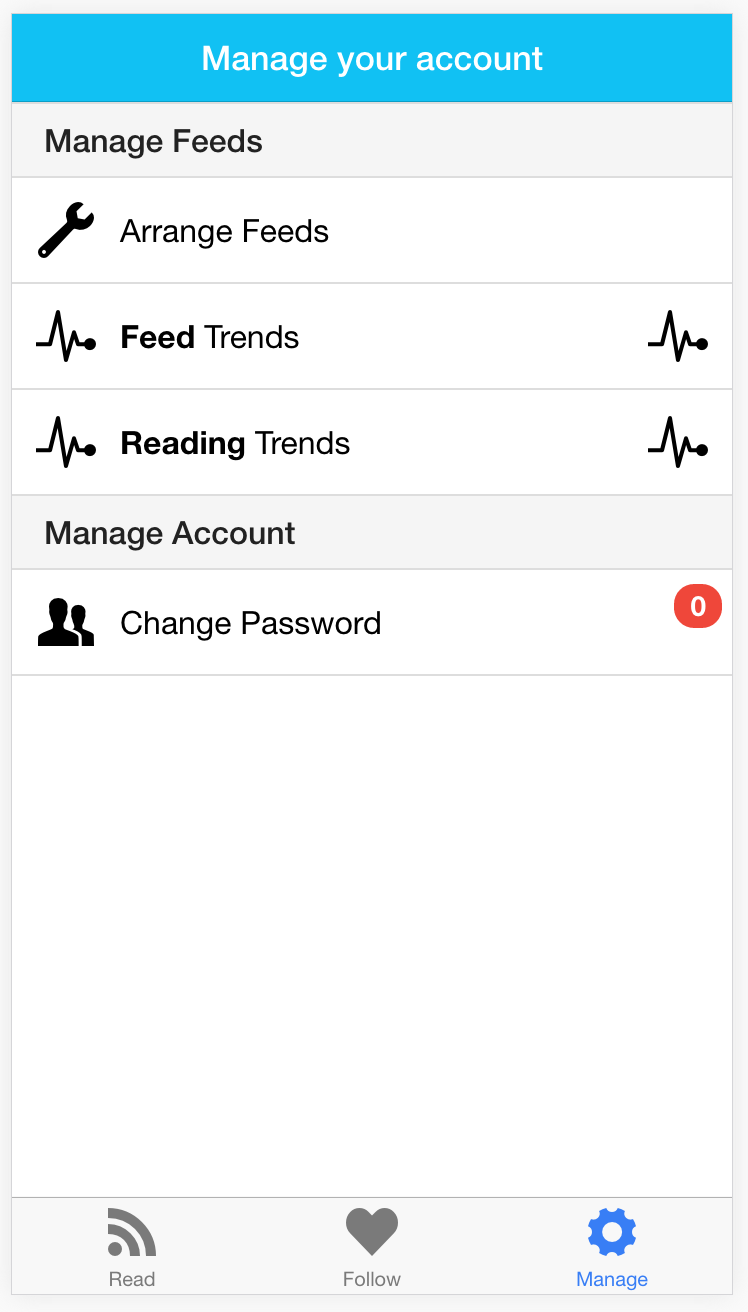 Manage your account
Manage Feeds
Arrange Feeds
Feed Trends
Reading Trends
Manage Account
Change Password 0
Read Follow Manage